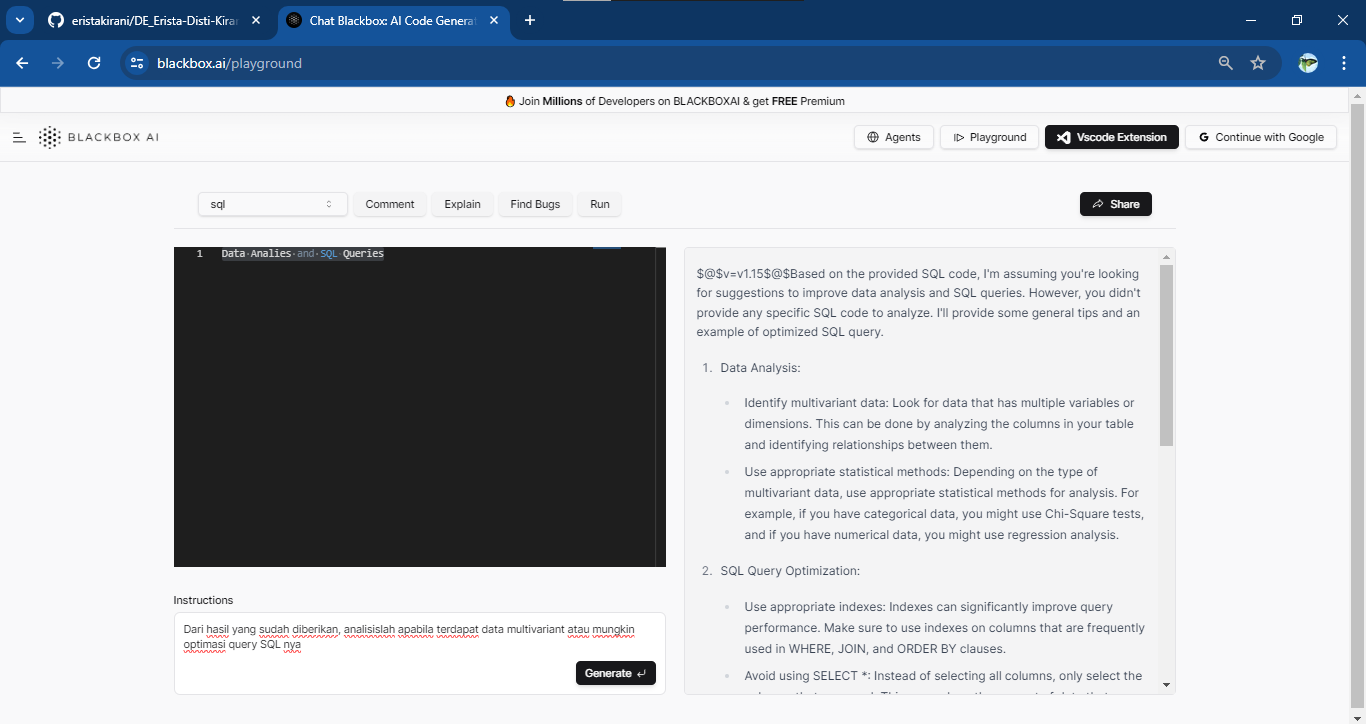 eristakirani/DE_Erista-Disti-Kiran
Chat Blackbox: AI Code Generat
blackbox.ai/playground
Join Millions of Developers on BLACKBOXAI & get FREE Premium
BLACKBOX AI
Agents
Playground
Vscode Extension
G Continue with Google
sql
Comment
Explain
Find Bugs
Run
Share
1 Data Analies and SQL Queries
Instructions
Dari hasil yang sudah diberikan, analisislah apabila terdapat data multivariant atau mungkin
optimasi query SQL nya
Generate
$@$v=v1.15$@$Based on the provided SQL code, I'm assuming you're looking
for suggestions to improve data analysis and SQL queries. However, you didn't
provide any specific SQL code to analyze. I'll provide some general tips and an
example of optimized SQL query.
1. Data Analysis:
Identify multivariant data: Look for data that has multiple variables or
dimensions. This can be done by analyzing the columns in your table
and identifying relationships between them.
Use appropriate statistical methods: Depending on the type of
multivariant data, use appropriate statistical methods for analysis. For
example, if you have categorical data, you might use Chi-Square tests,
and if you have numerical data, you might use regression analysis.
2. SQL Query Optimization:
Use appropriate indexes: Indexes can significantly improve query
performance. Make sure to use indexes on columns that are frequently
used in WHERE, JOIN, and ORDER BY clauses.
Avoid using SELECT *: Instead of selecting all columns, only select the